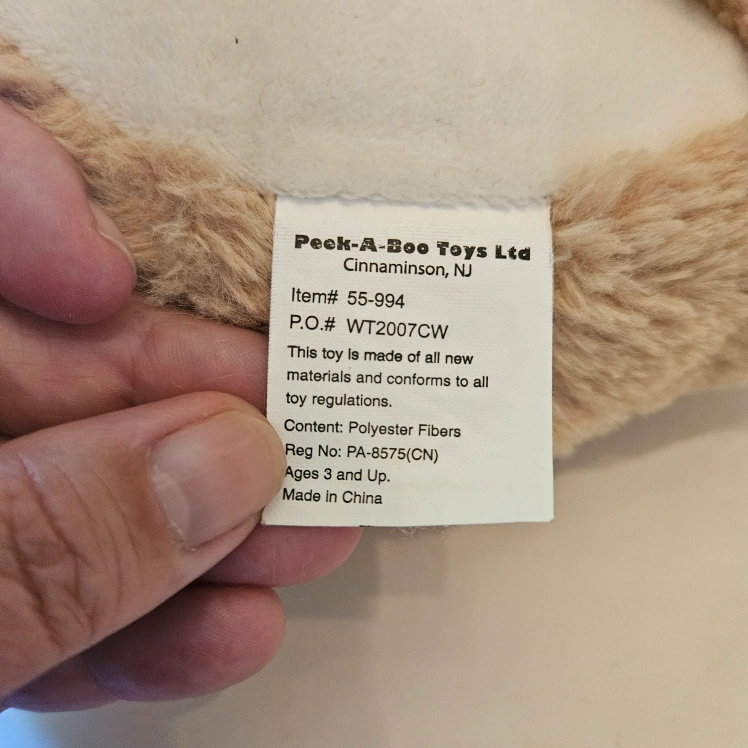 Peek-A-Boo Toys Ltd
Cinnaminson, NJ
Item# 55-994
P.O.# WT2007CW
This toy is made of all new
materials and conforms to all
toy regulations.
Content: Polyester Fibers
Reg No: PA-8575(CN)
Ages 3 and Up.
Made in China